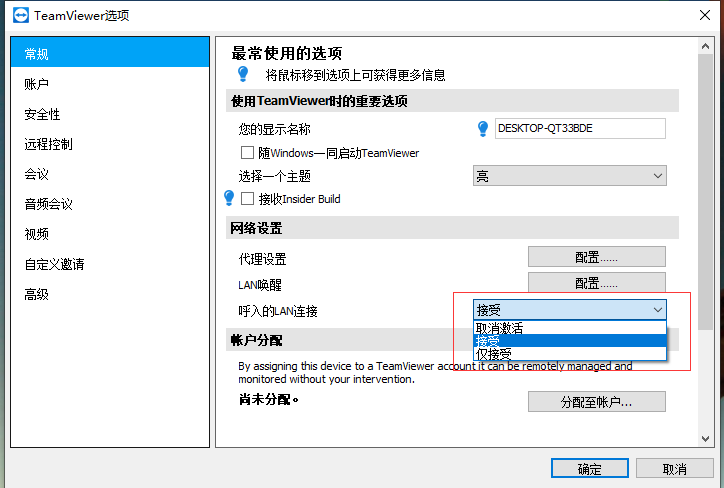 TeamViewer选项
常规
账户
安全性
远程控制
会议
音频会议
视频
自定义邀请
高级
最常使用的选项
将鼠标移到选项上可获得更多信息
使用TeamViewer时的重要选项
您的显示名称
DESKTOP-QT33BDE
随Windows一同启动TeamViewer
选择一个主题
亮
接收Insider Build
网络设置
代理设置
配置......
LAN唤醒
配置......
呼入的LAN连接
接受
取消激活
接受
仅接受
帐户分配
By assigning this device to a TeamViewer account it can be remotely managed and
monitored without your intervention.
尚未分配。
分配至帐户...
确定
取消